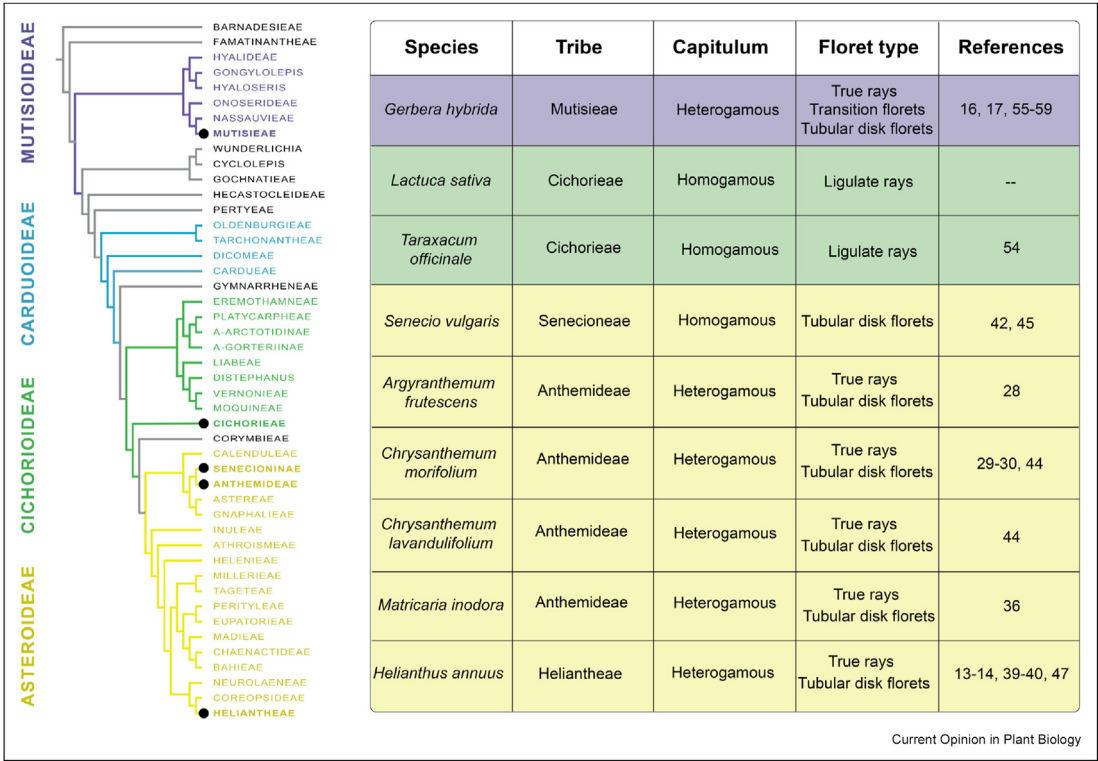 MUTISIOIDEAE
CARDUOIDEAE
CICHORIOIDEAE
ASTEROIDEAE
BARNADESIEAE
FAMATINANTHEAE
HYALIDEAE
GONGYLOLEPIS
HYALOSERIS
ONOSERIDEAE
NASSAUVIEAE
MUTISIEAE
WUNDERLICHIA
CYCLOLEPIS
GOCHNATIEAE
HECASTOCLEIDEAE
PERTYEAE
OLDENBURGIEAE
TARCHONANTHEAE
DICOMEAE
CARDUEAE
GYMNARRHENEAE
EREMOTHAMNEAE
PLATYCARPHEAE
A-ARCTOTIDINAE
A-GORTERIINAE
LIABEAE
DISTEPHANUS
VERNONIEAE
MOQUINEAE
CICHORIEAE
CORYMBIEAE
CALENDULEAE
SENECIONINAE
ANTHEMIDEAE
ASTEREAE
GNAPHALIEAE
INULEAE
ATHROISMEAE
HELENIEAE
MILLERIEAE
TAGETEAE
PERITYLEAE
EUPATORIEAE
MADIEAE
CHAENACTIDEAE
BAHIEAE
NEUROLAENEAE
COREOPSIDEAE
HELIANTHEAE
Species Tribe Capitulum Floret type References
Gerbera hybrida Mutisieae Heterogamous True rays
Transition florets
Tubular disk florets 16, 17, 55-59
Lactuca sativa Cichorieae Homogamous Ligulate rays --
Taraxacum
officinale Cichorieae Homogamous Ligulate rays 54
Senecio vulgaris Senecioneae Homogamous Tubular disk florets 42, 45
Argyranthemum
frutescens Anthemideae Heterogamous True rays
Tubular disk florets 28
Chrysanthemum
morifolium Anthemideae Heterogamous True rays
Tubular disk florets 29-30, 44
Chrysanthemum
lavandulifolium Anthemideae Heterogamous True rays
Tubular disk florets 44
Matricaria inodora Anthemideae Heterogamous True rays
Tubular disk florets 36
Helianthus annuus Heliantheae Heterogamous True rays
Tubular disk florets 13-14, 39-40, 47
Current Opinion in Plant Biology